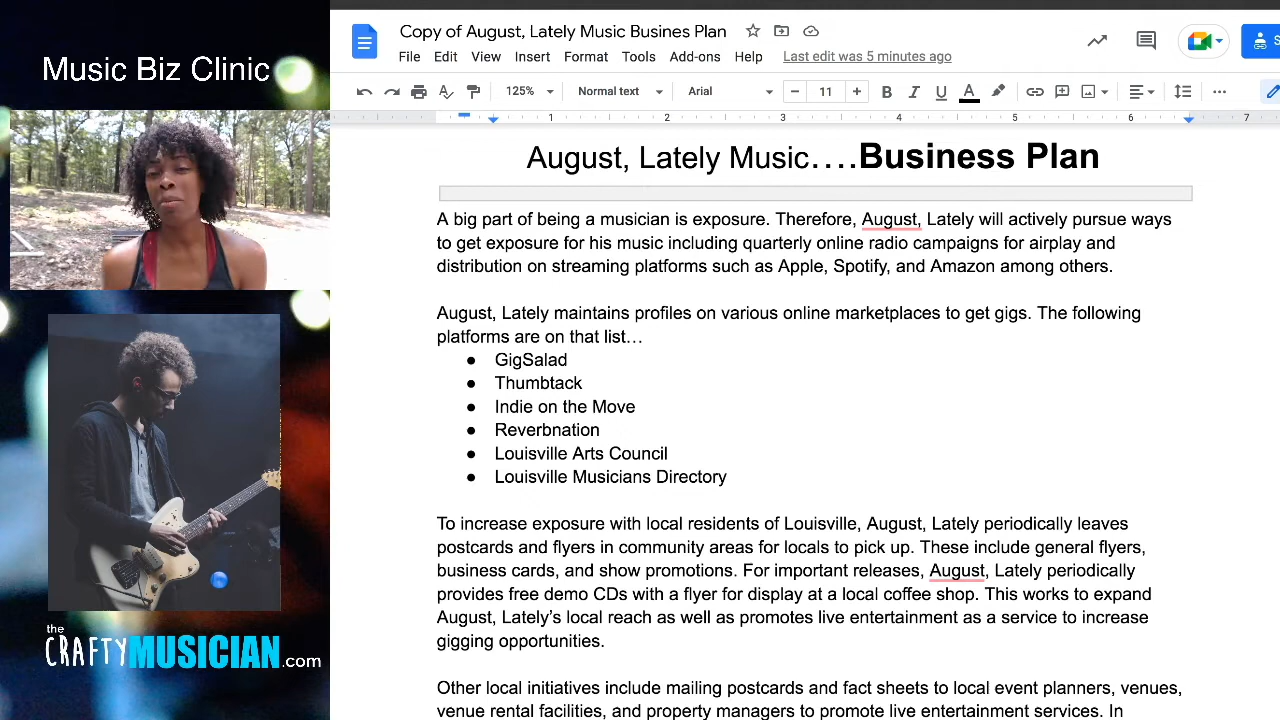 Music Biz Clinic
the
CRAFTYMUSICIAN.com
Copy of August, Lately Music Busines Plan
File Edit View Insert Format Tools Add-ons Help Last edit was 5 minutes ago
125% Normal text Arial 11 B I U A
1 2 3 4 5 6 7
August, Lately Music....Business Plan
A big part of being a musician is exposure. Therefore, August, Lately will actively pursue ways
to get exposure for his music including quarterly online radio campaigns for airplay and
distribution on streaming platforms such as Apple, Spotify, and Amazon among others.
August, Lately maintains profiles on various online marketplaces to get gigs. The following
platforms are on that list…
● GigSalad
● Thumbtack
● Indie on the Move
● Reverbnation
● Louisville Arts Council
● Louisville Musicians Directory
To increase exposure with local residents of Louisville, August, Lately periodically leaves
postcards and flyers in community areas for locals to pick up. These include general flyers,
business cards, and show promotions. For important releases, August, Lately periodically
provides free demo CDs with a flyer for display at a local coffee shop. This works to expand
August, Lately’s local reach as well as promotes live entertainment as a service to increase
gigging opportunities.
Other local initiatives include mailing postcards and fact sheets to local event planners, venues,
venue rental facilities, and property managers to promote live entertainment services. In